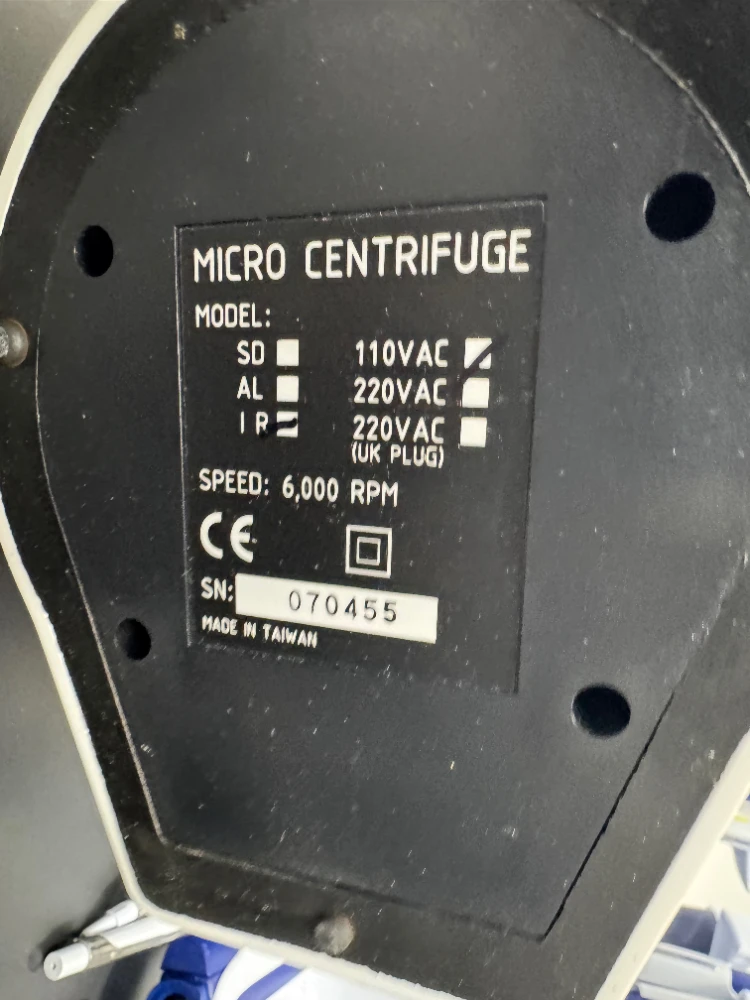 MICRO CENTRIFUGE
MODEL:
SD 110VAC
AL 220VAC
IR 220VAC
(UK PLUG)
SPEED: 6,000 RPM
CE
SN: 070455
MADE IN TAIWAN